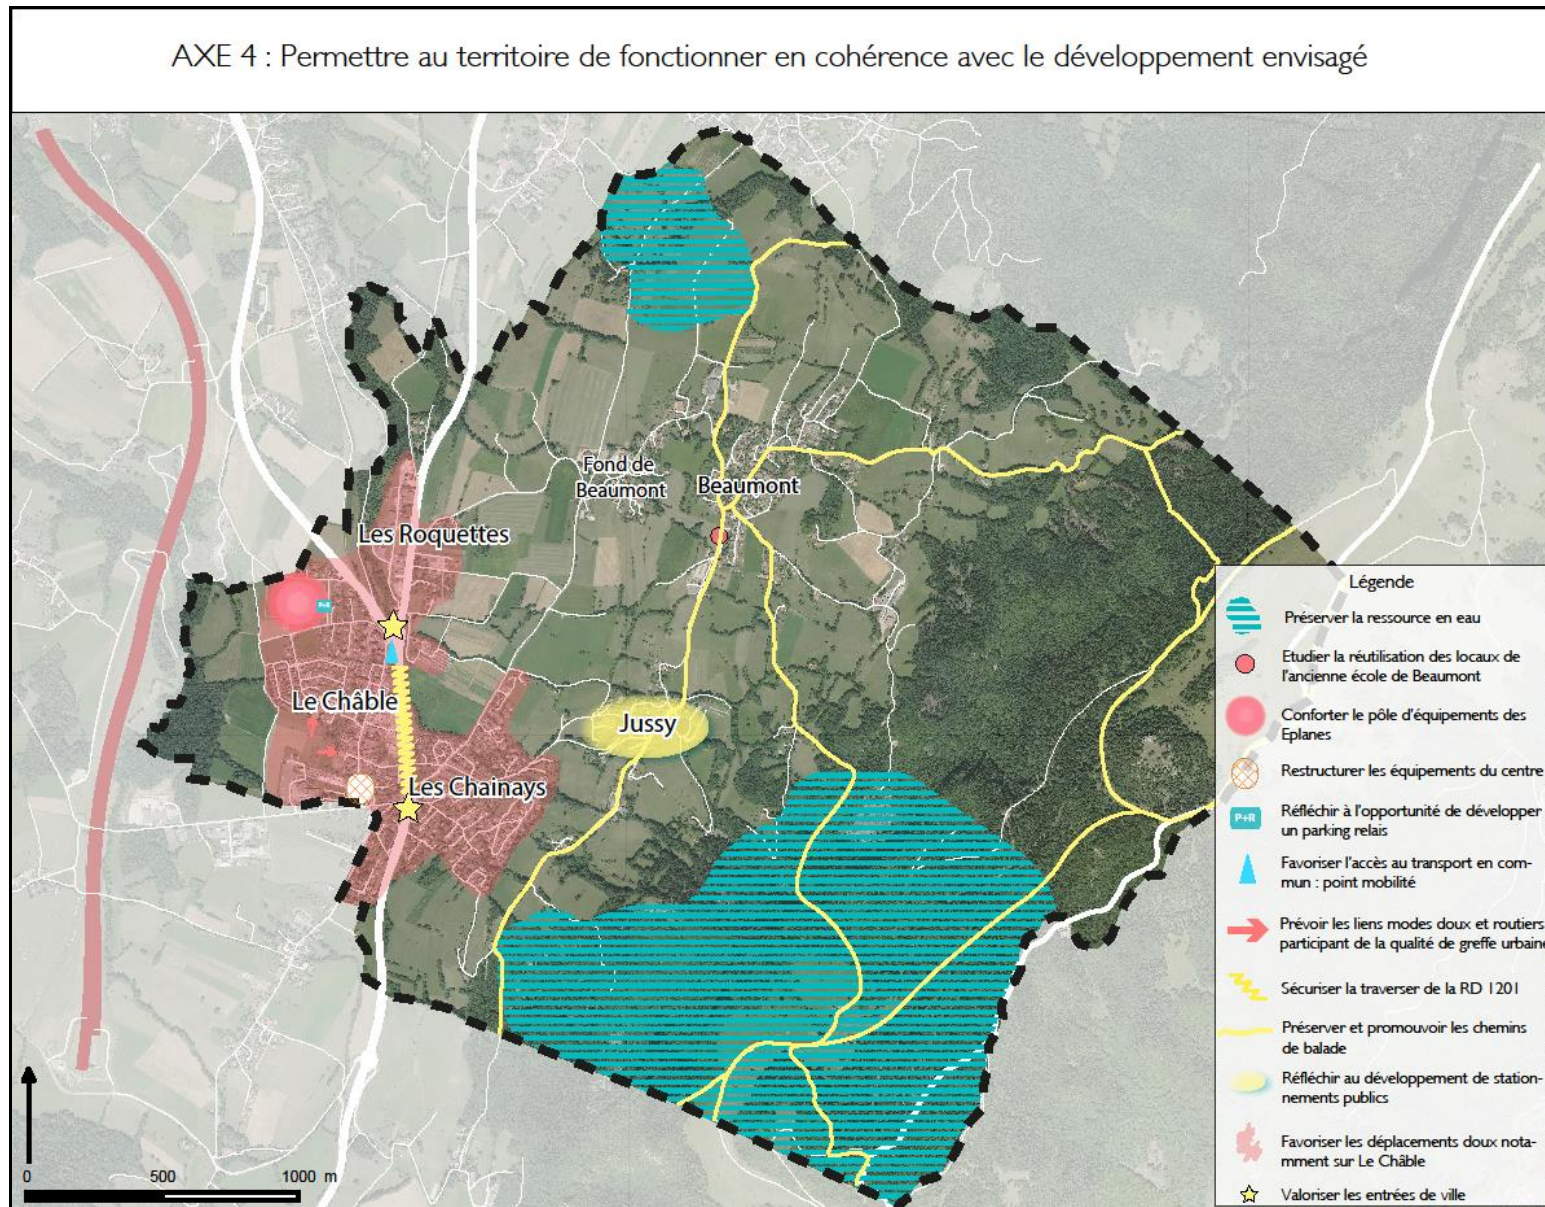 AXE 4 : Permettre au territoire de fonctionner en cohérence avec le développement envisagé
Fond de
Beaumont
Beaumont
Les Roquettes
P+R
Le Châble
Jussy
Les Chainays
0 500 1000 m
Légende
Préserver la ressource en eau
Etudier la réutilisation des locaux de
l'ancienne école de Beaumont
Conforter le pôle d'équipements des
Eplanes
Restructurer les équipements du centre
P+R
Réfléchir à l'opportunité de développer
un parking relais
Favoriser l'accès au transport en com-
mun : point mobilité
Prévoir les liens modes doux et routiers
participant de la qualité de greffe urbaine
Sécuriser la traverser de la RD 1201
Préserver et promouvoir les chemins
de balade
Réfléchir au développement de station-
nements publics
Favoriser les déplacements doux nota-
mment sur Le Châble
Valoriser les entrées de ville